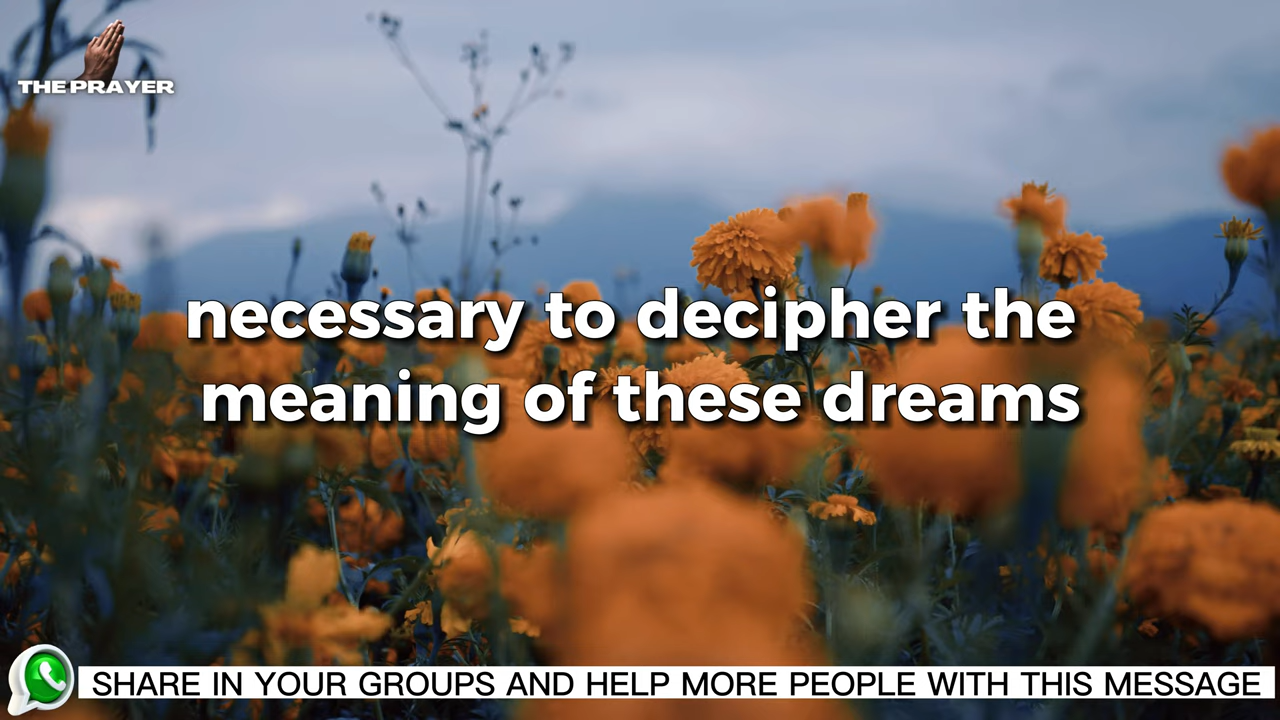 THE PRAYER
necessary to decipher the
meaning of these dreams
SHARE IN YOUR GROUPS AND HELP MORE PEOPLE WITH THIS MESSAGE